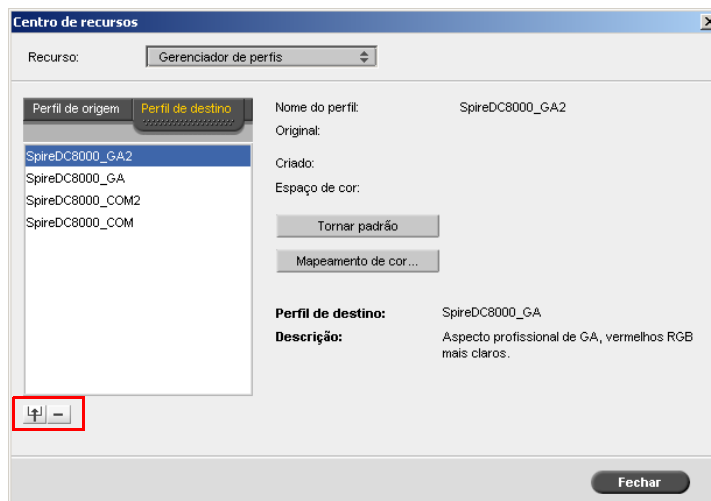 Centro de recursos
Recurso: Gerenciador de perfis
Perfil de origem Perfil de destino
SpireDC8000_GA2
SpireDC8000_GA
SpireDC8000_COM2
SpireDC8000_COM
Nome do perfil: SpireDC8000_GA2
Original:
Criado:
Espaço de cor:
Tornar padrão
Mapeamento de cor...
Perfil de destino: SpireDC8000_GA
Descrição: Aspecto profissional de GA, vermelhos RGB
mais claros.
Fechar